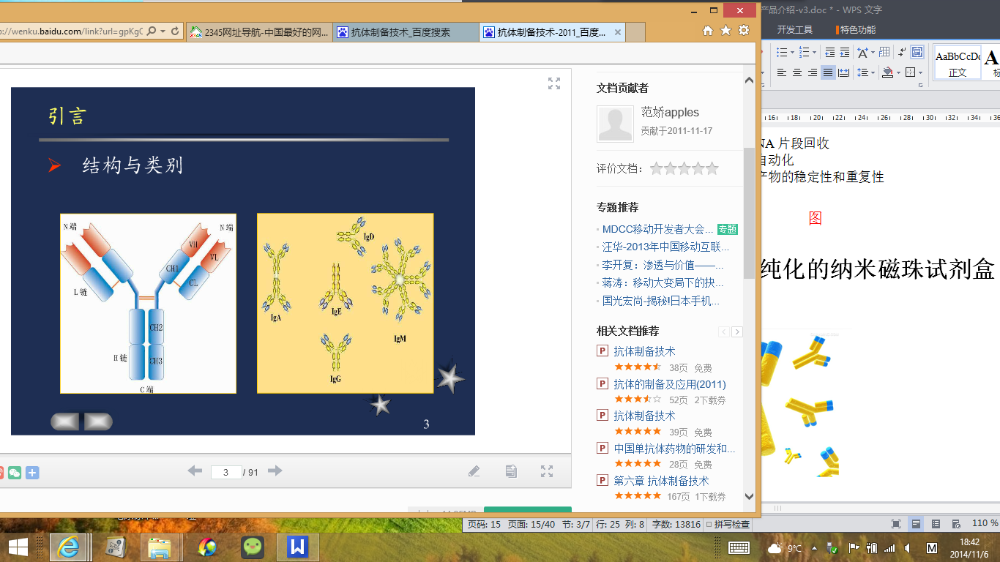 产品介绍-v3.doc * - WPS 文字
://wenku.baidu.com/link?url=gpKgC
2345网址导航-中国最好的网...
抗体制备技术_百度搜索
抗体制备技术-2011_百度...
开发工具
特色功能
AaBbCcDc
正文
16 18 20 22 24 26 28 30 32 34 36
引言
结构与类别
N 端
N 端
VH
VL
CH1
CL
L 链
CH2
H 链
CH3
C 端
IgD
IgA
IgE
IgM
IgG
3
3 / 91
文档贡献者
范娇apples
贡献于2011-11-17
评价文档：
专题推荐
MDCC移动开发者大会... 专题
汪华-2013年中国移动互联...
李开复：渗透与价值——...
蒋涛：移动大变局下的抉...
国光宏尚-揭秘!日本手机...
相关文档推荐
抗体制备技术
38页 免费
抗体的制备及应用(2011)
52页 2下载券
抗体制备技术
39页 免费
中国单抗体药物的研发和...
28页 免费
第六章 抗体制备技术
167页 1下载券
NA 片段回收
自动化
产物的稳定性和重复性
图
纯化的纳米磁珠试剂盒
页码: 15 页面: 15/40 节: 3/7 行: 25 列: 8 字数: 13816 拼写检查
110 %
9℃
M
18:42
2014/11/6